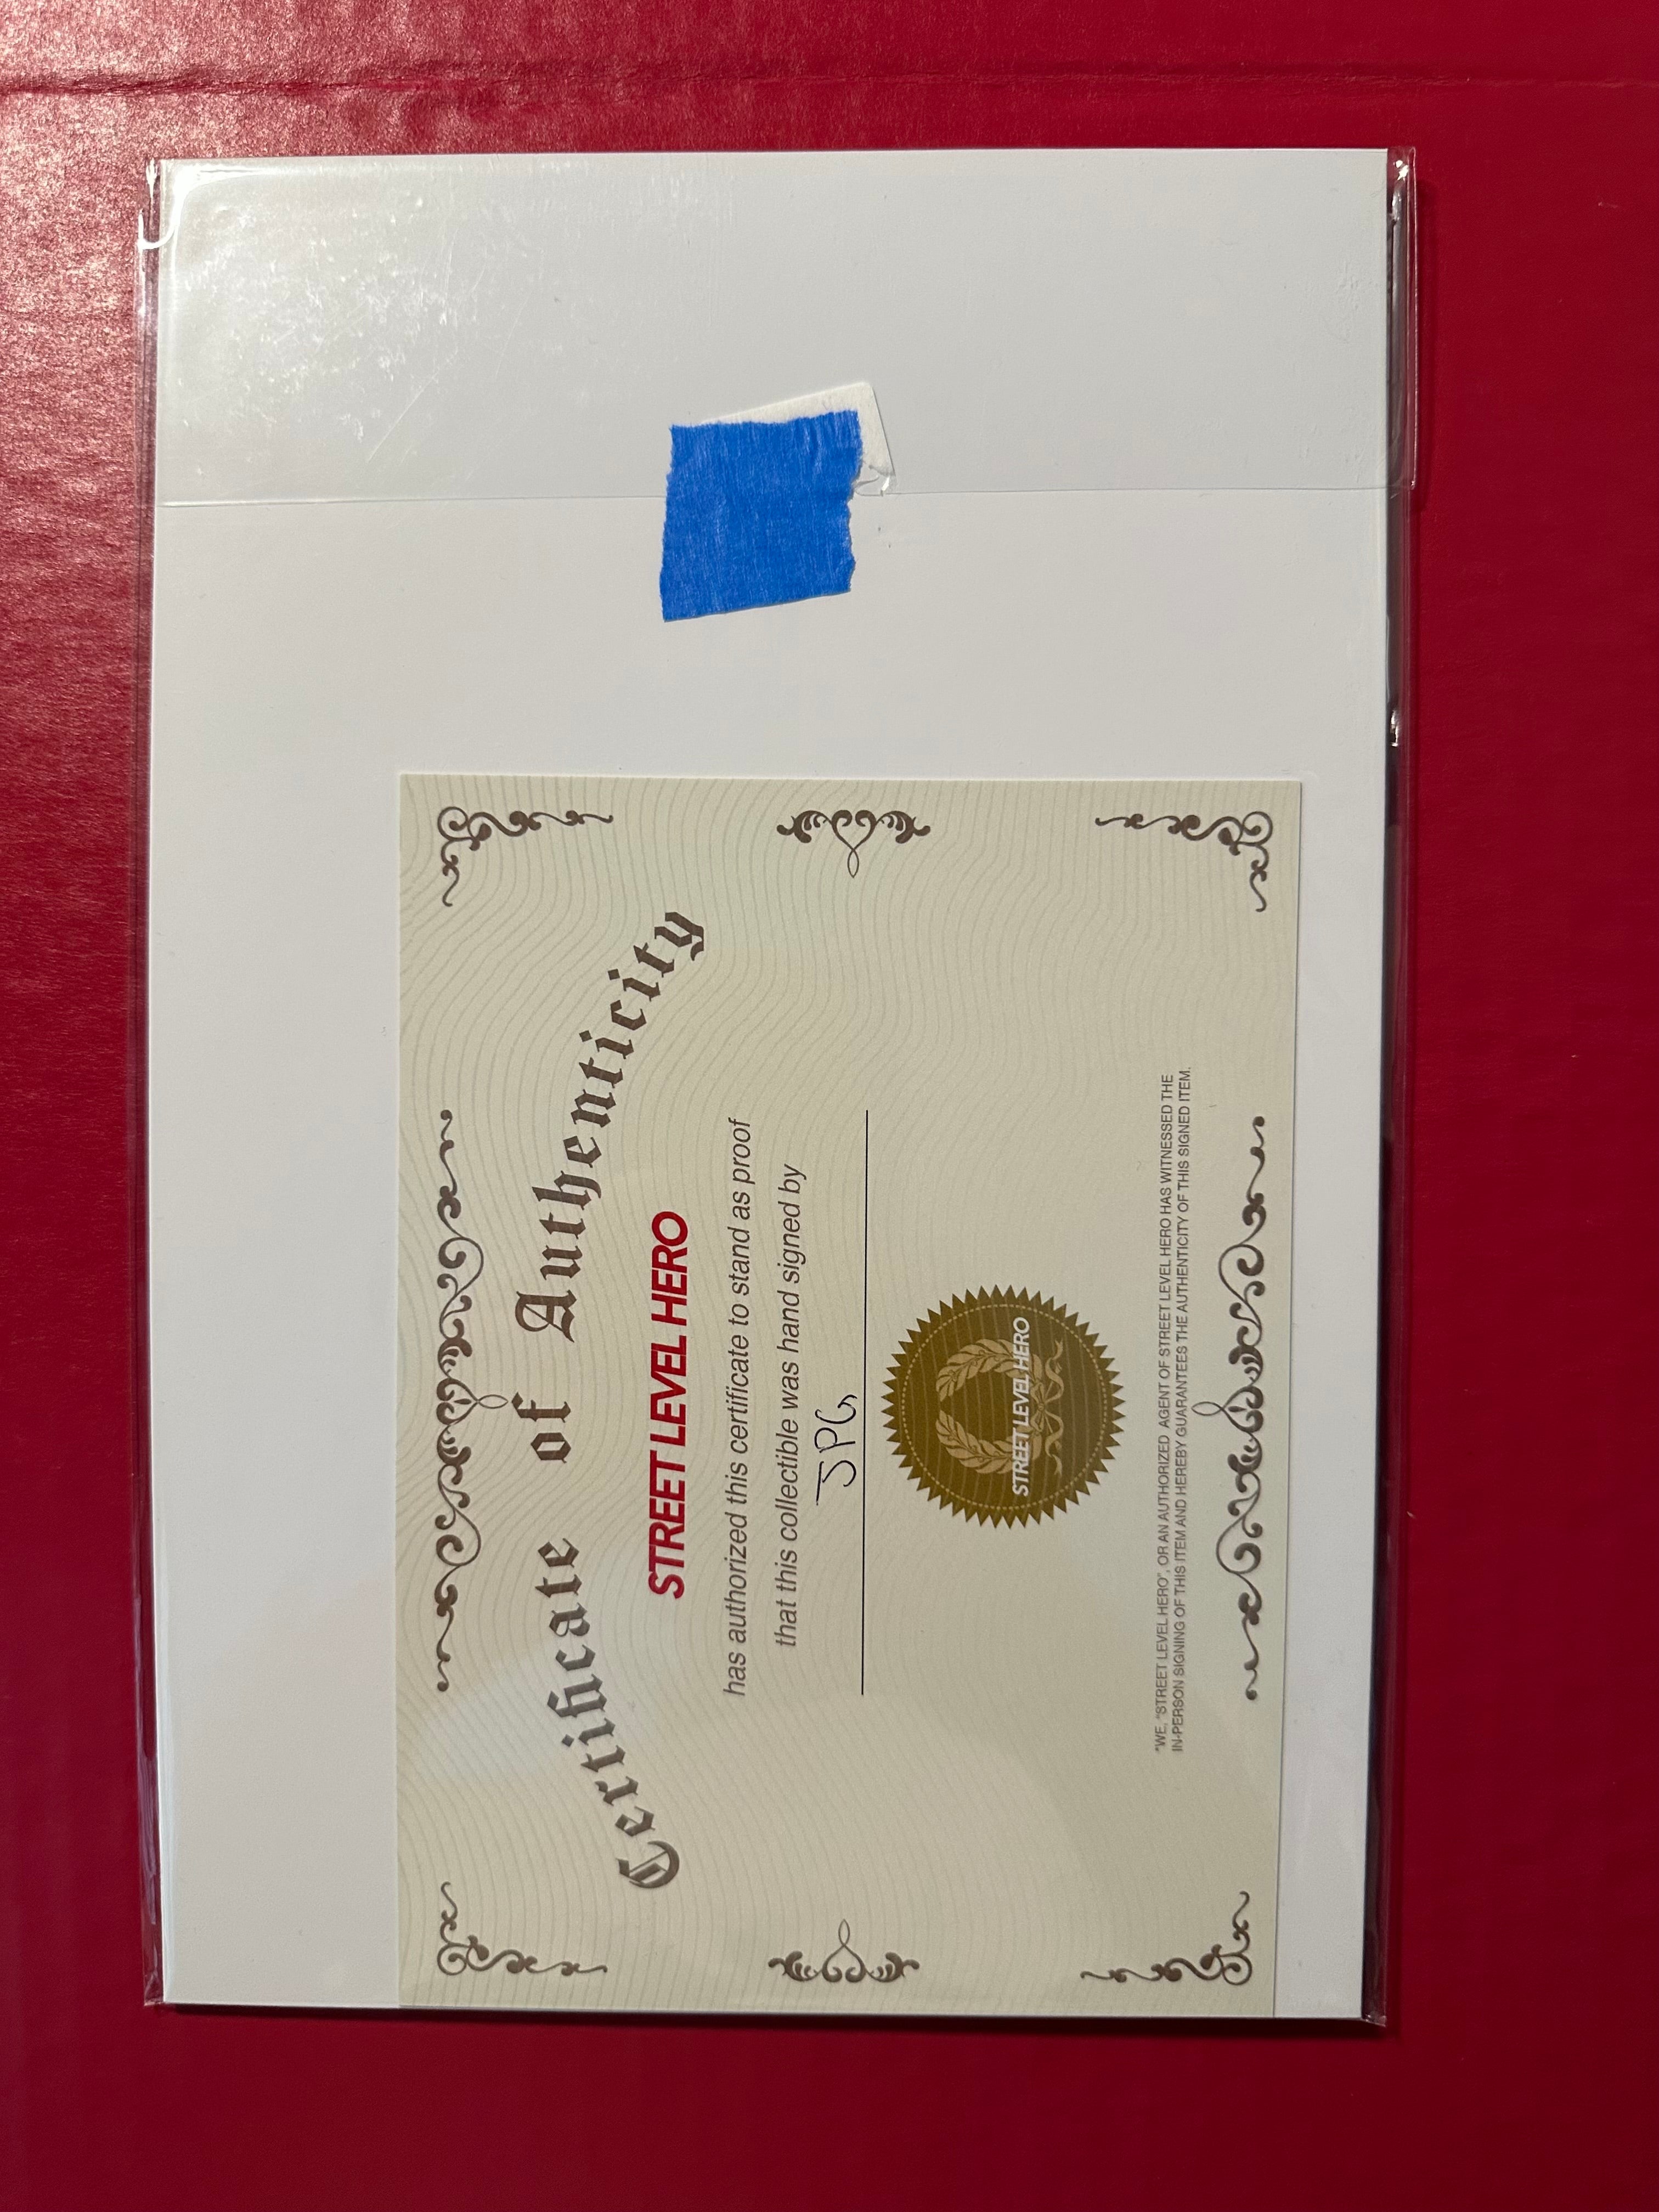 Certificate of Authenticity
STREET LEVEL HERO
has authorized this certificate to stand as proof
that this collectible was hand signed by
JPG
STREET LEVEL HERO
"WE, "STREET LEVEL HERO", OR AN AUTHORIZED AGENT OF STREET LEVEL HERO HAS WITNESSED THE
IN-PERSON SIGNING OF THIS ITEM AND HEREBY GUARANTEES THE AUTHENTICITY OF THIS SIGNED ITEM.